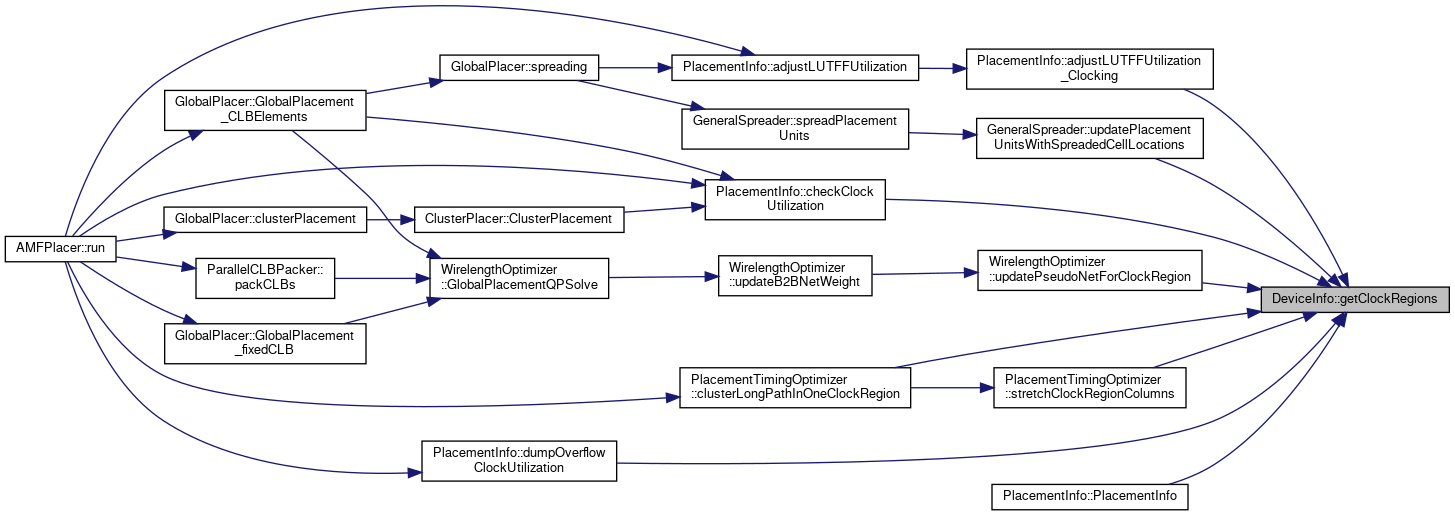 GlobalPlacer::spreading
PlacementInfo::adjustLUTFFUtilization
PlacementInfo::adjustLUTFFUtilization
_Clocking
GlobalPlacer::GlobalPlacement
_CLBElements
GeneralSpreader::spreadPlacement
Units
GeneralSpreader::updatePlacement
UnitsWithSpreadedCellLocations
PlacementInfo::checkClock
Utilization
GlobalPlacer::clusterPlacement
ClusterPlacer::ClusterPlacement
AMFPlacer::run
ParallelCLBPacker::
packCLBs
WirelengthOptimizer
::GlobalPlacementQPSolve
WirelengthOptimizer
::updateB2BNetWeight
WirelengthOptimizer
::updatePseudoNetForClockRegion
DeviceInfo::getClockRegions
GlobalPlacer::GlobalPlacement
_fixedCLB
PlacementTimingOptimizer
::clusterLongPathInOneClockRegion
PlacementTimingOptimizer
::stretchClockRegionColumns
PlacementInfo::dumpOverflow
ClockUtilization
PlacementInfo::PlacementInfo